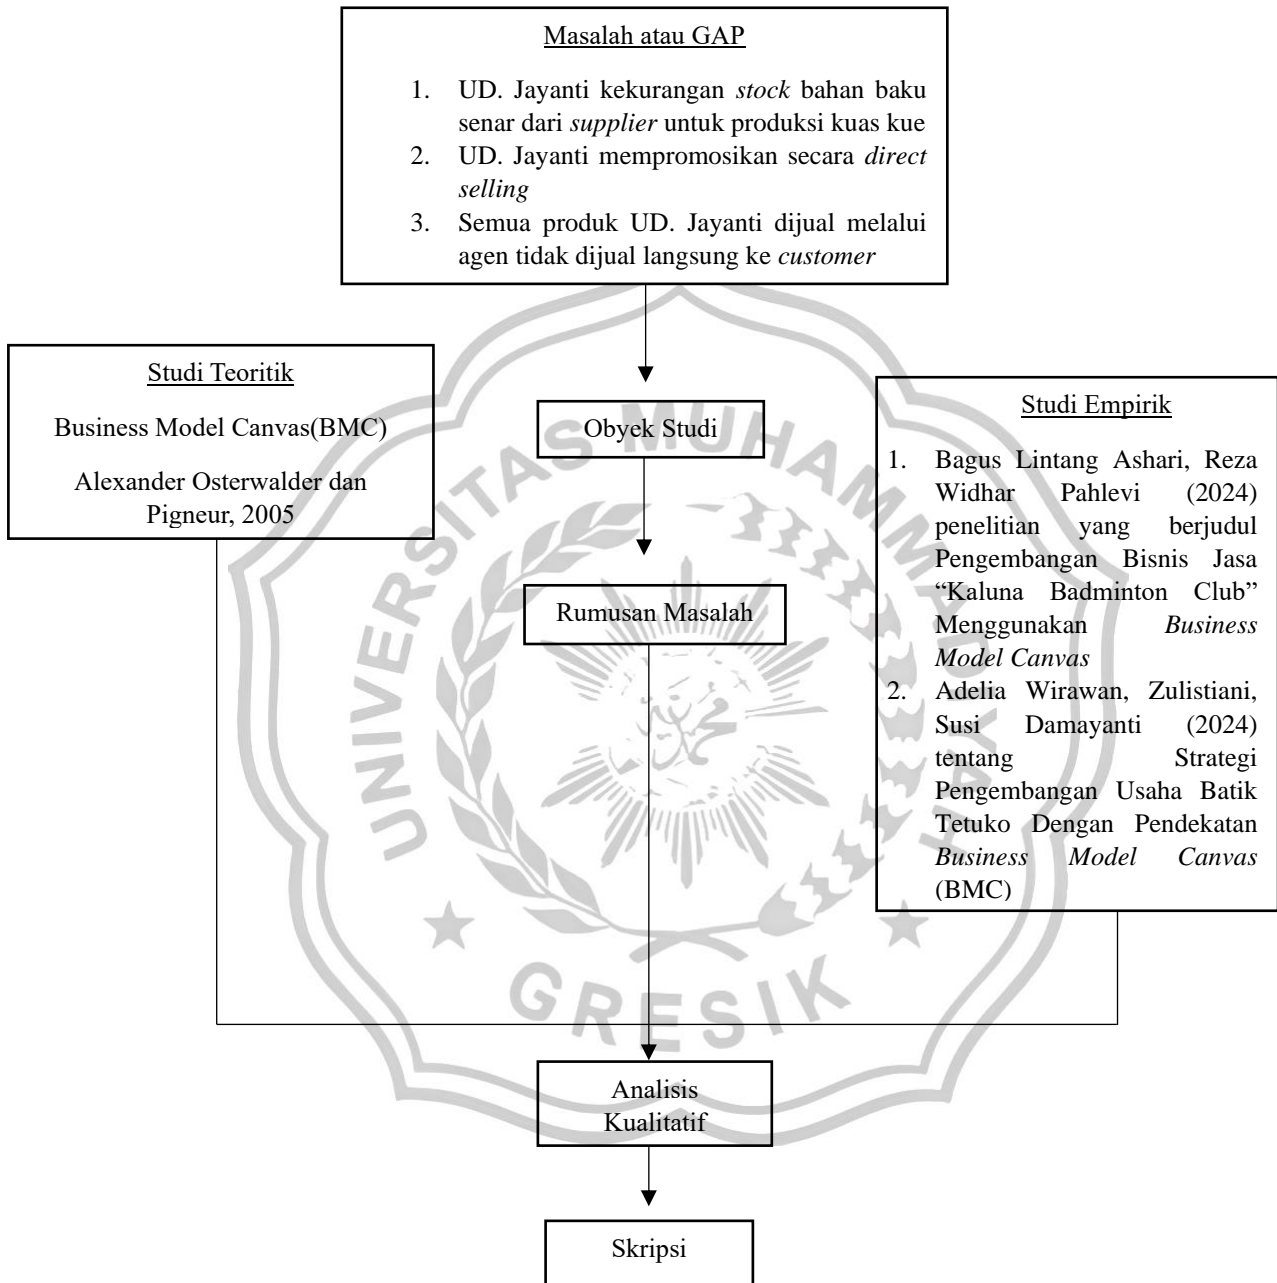 Masalah atau GAP
1. UD. Jayanti kekurangan stock bahan baku
senar dari supplier untuk produksi kuas kue
2. UD. Jayanti mempromosikan secara direct
selling
3. Semua produk UD. Jayanti dijual melalui
agen tidak dijual langsung ke customer
Studi Teoritik
Business Model Canvas(BMC)
Alexander Osterwalder dan
Pigneur, 2005
Obyek Studi
Rumusan Masalah
Studi Empirik
1. Bagus Lintang Ashari, Reza
Widhar Pahlevi (2024)
penelitian yang berjudul
Pengembangan Bisnis Jasa
“Kaluna Badminton Club”
Menggunakan Business
Model Canvas
2. Adelia Wirawan, Zulistiani,
Susi Damayanti (2024)
tentang Strategi
Pengembangan Usaha Batik
Tetuko Dengan Pendekatan
Business Model Canvas
(BMC)
UNIVERSITAS MUHAMMADIYAH
GRESIK
Analisis
Kualitatif
Skripsi